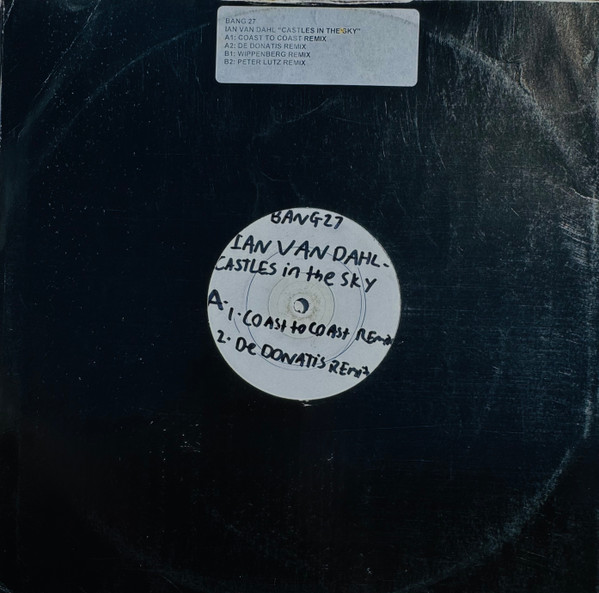 BANG 27
IAN VAN DAHL "CASTLES IN THE SKY"
A1: COAST TO COAST REMIX
A2: DE DONATIS REMIX
B1: WIPPENBERG REMIX
B2: PETER LUTZ REMIX
BANG27
IAN VAN DAHL-
CASTLES in the sky
A-1. COAST to COAST REmix
2. De DONATis REmix